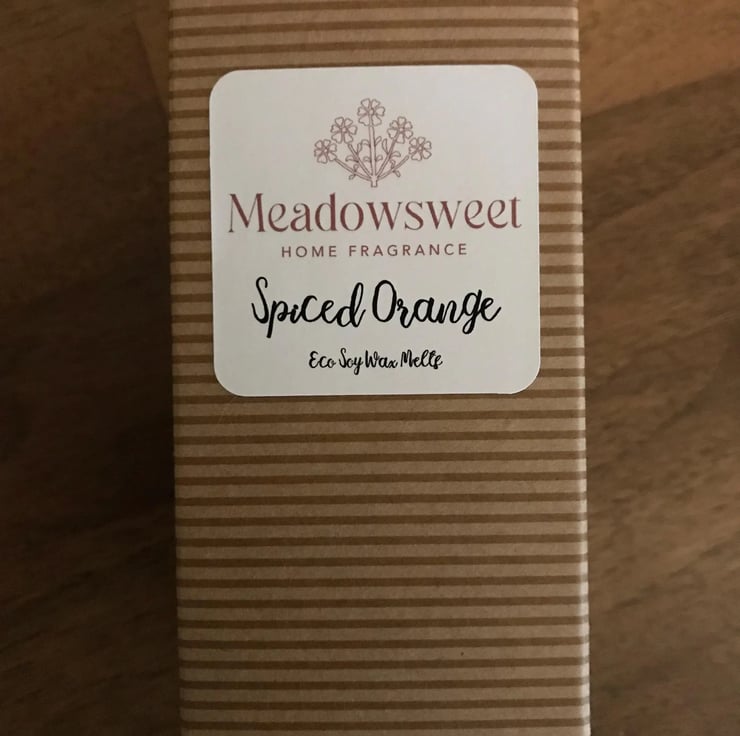 Meadowsweet
HOME FRAGRANCE
Spiced Orange
Eco Soy Wax Melts